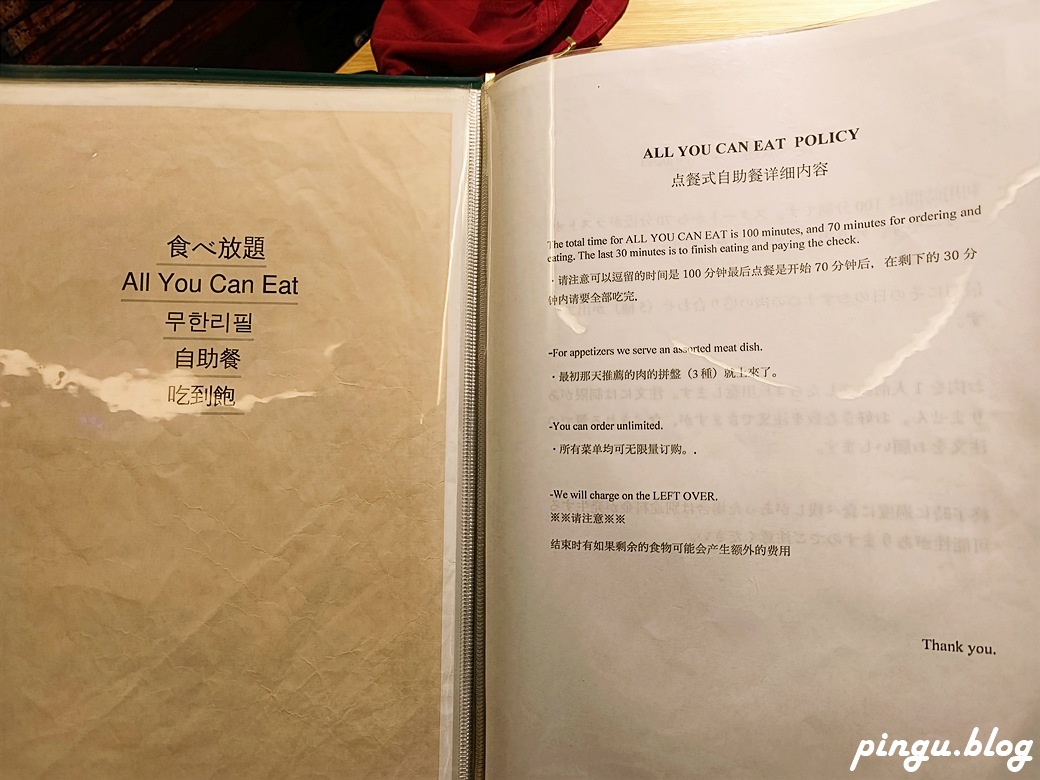 食べ放題
All You Can Eat
무한리필
自助餐
吃到飽
ALL YOU CAN EAT POLICY
点餐式自助餐详细内容
The total time for ALL YOU CAN EAT is 100 minutes, and 70 minutes for ordering and
eating. The last 30 minutes is to finish eating and paying the check.
・请注意可以逗留的时间是 100 分钟最后点餐是开始 70 分钟后，在剩下的 30 分
钟内请要全部吃完.
-For appetizers we serve an assorted meat dish.
・最初那天推薦的肉的拼盤（3 種）就上來了。
-You can order unlimited.
・所有菜单均可无限量订购。.
-We will charge on the LEFT OVER.
※※请注意※※
结束时有如果剩余的食物可能会产生额外的费用
Thank you.
pingu.blog